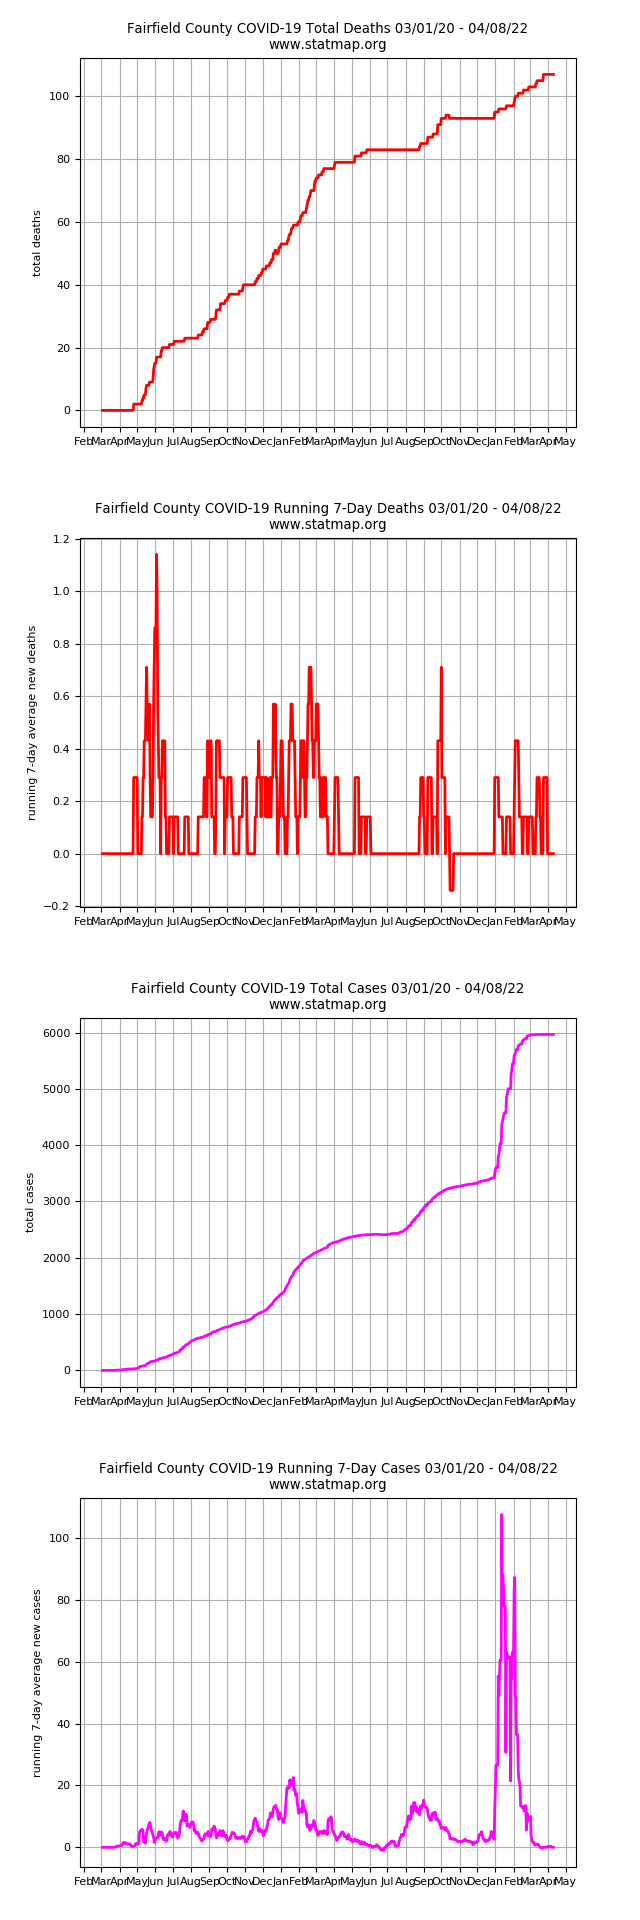 Fairfield County COVID-19 Total Deaths 03/01/20 - 04/08/22
www.statmap.org
100
80
60
40
20
0
total deaths
Feb Mar Apr May Jun Jul Aug Sep Oct Nov Dec Jan Feb Mar Apr May Jun Jul Aug Sep Oct Nov Dec Jan Feb Mar Apr May
Fairfield County COVID-19 Running 7-Day Deaths 03/01/20 - 04/08/22
www.statmap.org
1.2
1.0
0.8
0.6
0.4
0.2
0.0
−0.2
running 7-day average new deaths
Feb Mar Apr May Jun Jul Aug Sep Oct Nov Dec Jan Feb Mar Apr May Jun Jul Aug Sep Oct Nov Dec Jan Feb Mar Apr May
Fairfield County COVID-19 Total Cases 03/01/20 - 04/08/22
www.statmap.org
6000
5000
4000
3000
2000
1000
0
total cases
Feb Mar Apr May Jun Jul Aug Sep Oct Nov Dec Jan Feb Mar Apr May Jun Jul Aug Sep Oct Nov Dec Jan Feb Mar Apr May
Fairfield County COVID-19 Running 7-Day Cases 03/01/20 - 04/08/22
www.statmap.org
100
80
60
40
20
0
running 7-day average new cases
Feb Mar Apr May Jun Jul Aug Sep Oct Nov Dec Jan Feb Mar Apr May Jun Jul Aug Sep Oct Nov Dec Jan Feb Mar Apr May